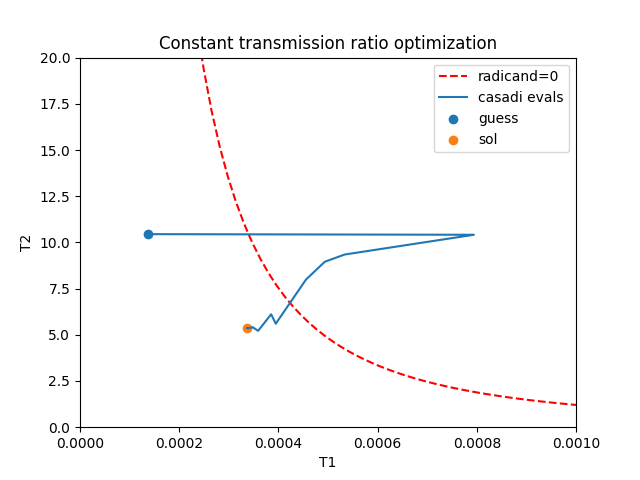 Constant transmission ratio optimization
radicand=0
casadi evals
guess
sol
20.0
17.5
15.0
12.5
10.0
7.5
5.0
2.5
0.0
T2
0.0000 0.0002 0.0004 0.0006 0.0008 0.0010
T1